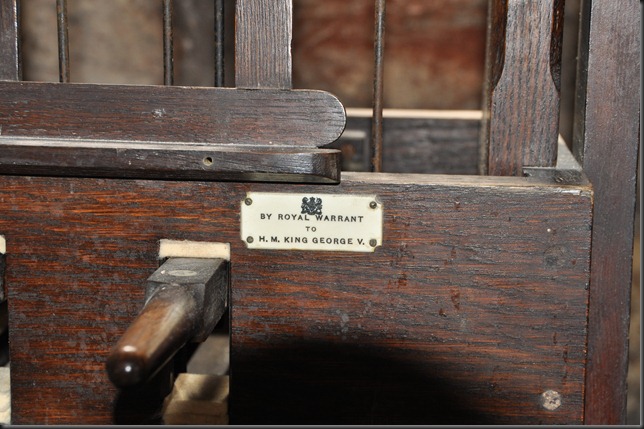 BY ROYAL WARRANT
TO
H. M. KING GEORGE V.